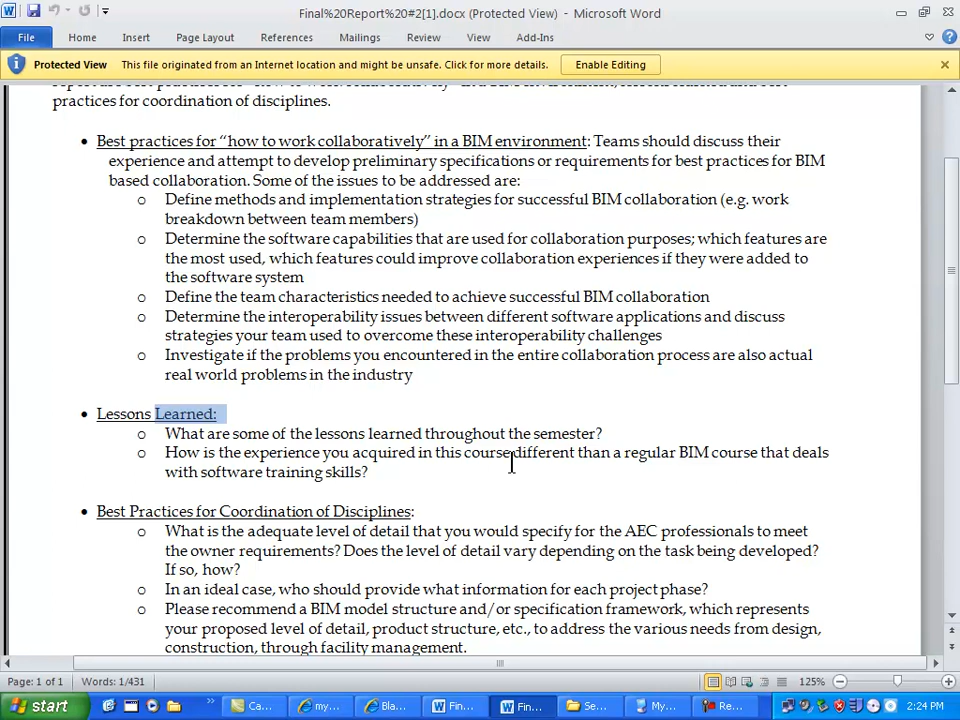 Final%20Report%20#2[1].docx (Protected View) - Microsoft Word
File Home Insert Page Layout References Mailings Review View Add-Ins
Protected View This file originated from an Internet location and might be unsafe. Click for more details. Enable Editing
practices for coordination of disciplines.
• Best practices for “how to work collaboratively” in a BIM environment: Teams should discuss their
experience and attempt to develop preliminary specifications or requirements for best practices for BIM
based collaboration. Some of the issues to be addressed are:
o Define methods and implementation strategies for successful BIM collaboration (e.g. work
breakdown between team members)
o Determine the software capabilities that are used for collaboration purposes; which features are
the most used, which features could improve collaboration experiences if they were added to
the software system
o Define the team characteristics needed to achieve successful BIM collaboration
o Determine the interoperability issues between different software applications and discuss
strategies your team used to overcome these interoperability challenges
o Investigate if the problems you encountered in the entire collaboration process are also actual
real world problems in the industry
• Lessons Learned:
o What are some of the lessons learned throughout the semester?
o How is the experience you acquired in this course different than a regular BIM course that deals
with software training skills?
• Best Practices for Coordination of Disciplines:
o What is the adequate level of detail that you would specify for the AEC professionals to meet
the owner requirements? Does the level of detail vary depending on the task being developed?
If so, how?
o In an ideal case, who should provide what information for each project phase?
o Please recommend a BIM model structure and/or specification framework, which represents
your proposed level of detail, product structure, etc., to address the various needs from design,
construction, through facility management.
Page: 1 of 1 Words: 1/431 125%
start Ca... my... Bla... Fin... Fin... Se... My... Re... 2:24 PM